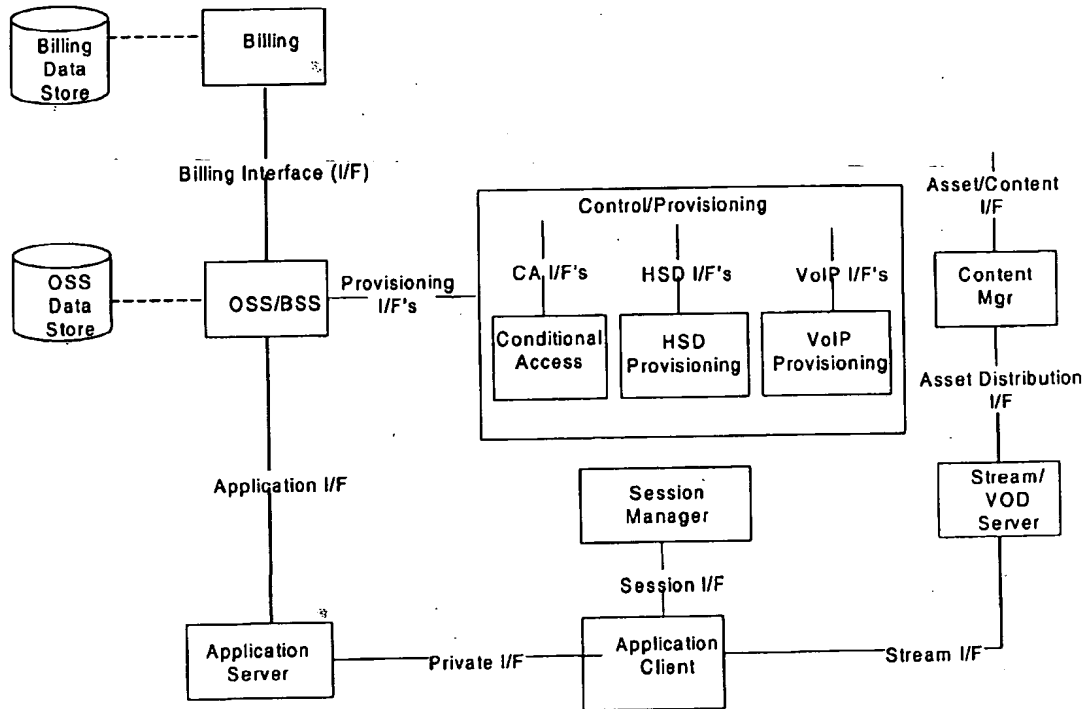 Billing
Data
Store
Billing
Billing Interface (I/F)
Asset/Content
I/F
Control/Provisioning
CA I/F's
HSD I/F's
VoIP I/F's
Content
Mgr
OSS
Data
Store
OSS/BSS
Provisioning
I/F's
Conditional
Access
HSD
Provisioning
VoIP
Provisioning
Asset Distribution
I/F
Application I/F
Session
Manager
Stream/
VOD
Server
Session I/F
Application
Server
Private I/F
Application
Client
Stream I/F